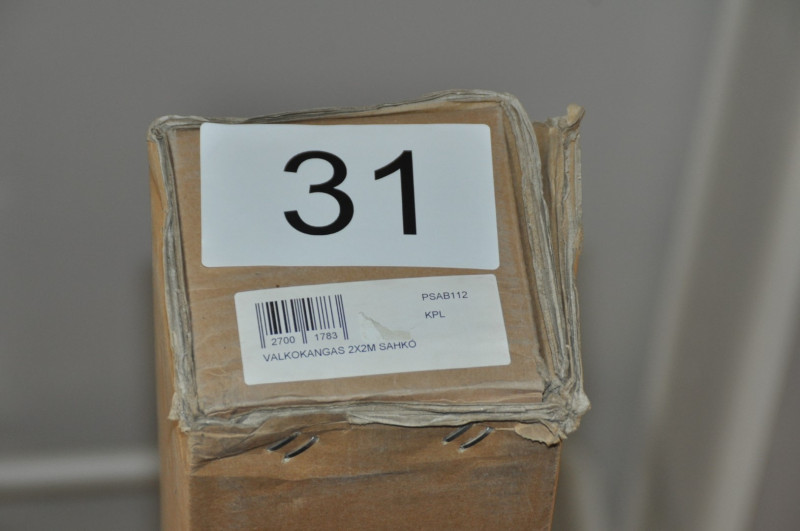 31
PSAB112
KPL
2700 1783
VALKOKANGAS 2X2M SAHKO